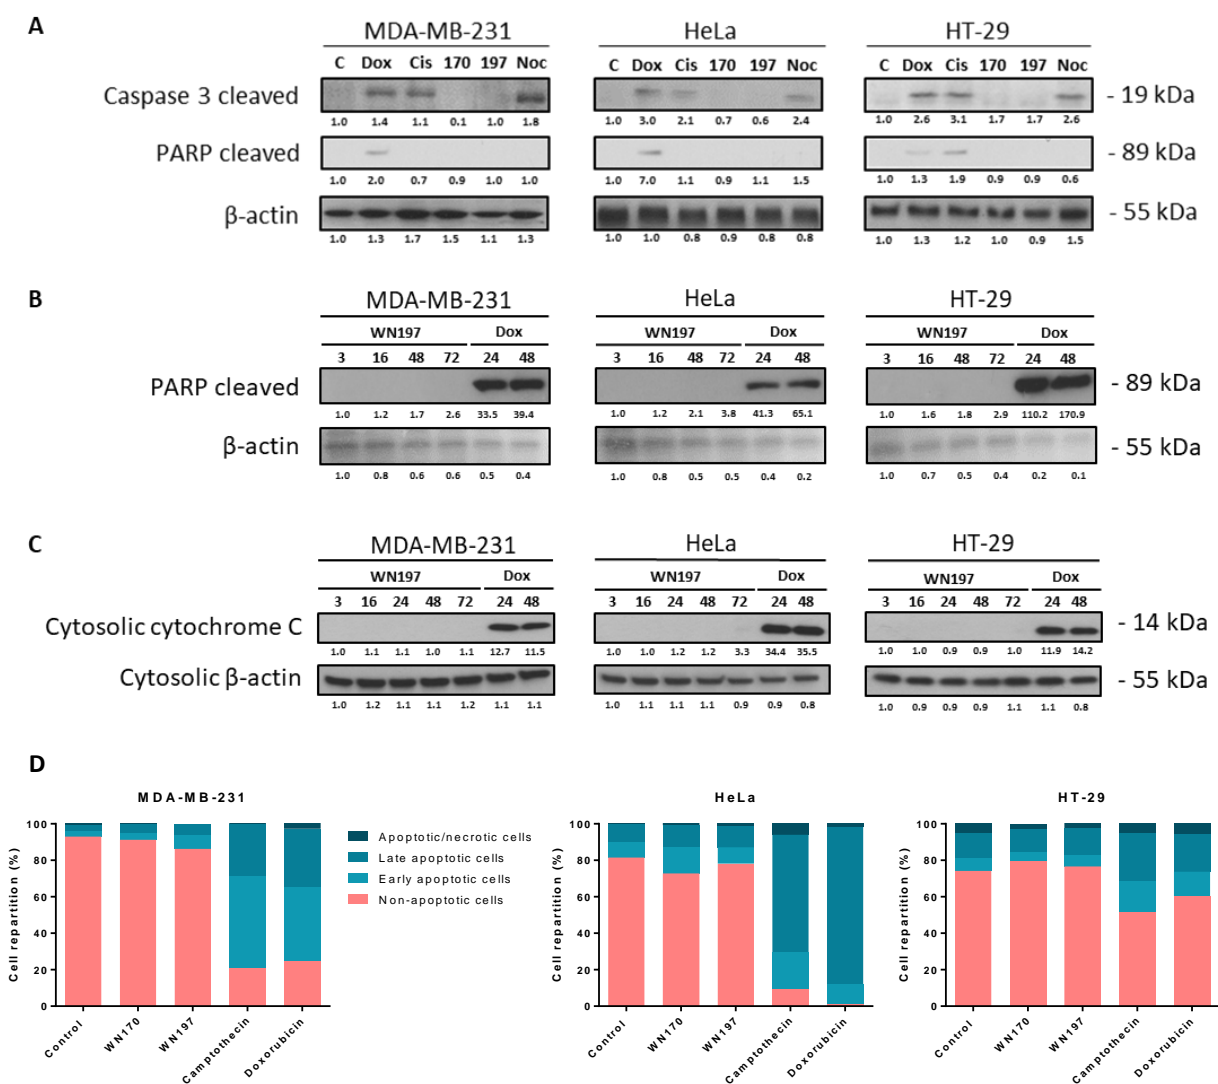 A
MDA-MB-231 HeLa HT-29
C Dox Cis 170 197 Noc C Dox Cis 170 197 Noc C Dox Cis 170 197 Noc
Caspase 3 cleaved - 19 kDa
1.0 1.4 1.1 0.1 1.0 1.8 1.0 3.0 2.1 0.7 0.6 2.4 1.0 2.6 3.1 1.7 1.7 2.6
PARP cleaved - 89 kDa
1.0 2.0 0.7 0.9 1.0 1.0 1.0 7.0 1.1 0.9 1.1 1.5 1.0 1.3 1.9 0.9 0.9 0.6
β-actin - 55 kDa
1.0 1.3 1.7 1.5 1.1 1.3 1.0 1.0 0.8 0.9 0.8 0.8 1.0 1.3 1.2 1.0 0.9 1.5
B
MDA-MB-231 HeLa HT-29
WN197 Dox WN197 Dox WN197 Dox
3 16 48 72 24 48 3 16 48 72 24 48 3 16 48 72 24 48
PARP cleaved - 89 kDa
1.0 1.2 1.7 2.6 33.5 39.4 1.0 1.2 2.1 3.8 41.3 65.1 1.0 1.6 1.8 2.9 110.2 170.9
β-actin - 55 kDa
1.0 0.8 0.6 0.6 0.5 0.4 1.0 0.8 0.5 0.5 0.4 0.2 1.0 0.7 0.5 0.4 0.2 0.1
C
MDA-MB-231 HeLa HT-29
WN197 Dox WN197 Dox WN197 Dox
3 16 24 48 72 24 48 3 16 24 48 72 24 48 3 16 24 48 72 24 48
Cytosolic cytochrome C - 14 kDa
1.0 1.1 1.1 1.0 1.1 12.7 11.5 1.0 1.1 1.2 1.2 3.3 34.4 35.5 1.0 1.0 0.9 0.9 1.0 11.9 14.2
Cytosolic β-actin - 55 kDa
1.0 1.2 1.1 1.1 1.2 1.1 1.1 1.0 1.1 1.1 1.1 0.9 0.9 0.8 1.0 0.9 0.9 0.9 1.1 1.1 0.8
D
MDA-MB-231
Cell repartition (%)
100
80
60
40
20
0
Control WN170 WN197 Camptothecin Doxorubicin
Apoptotic/necrotic cells
Late apoptotic cells
Early apoptotic cells
Non-apoptotic cells
HeLa
Cell repartition (%)
100
80
60
40
20
0
Control WN170 WN197 Camptothecin Doxorubicin
HT-29
Cell repartition (%)
100
80
60
40
20
0
Control WN170 WN197 Camptothecin Doxorubicin